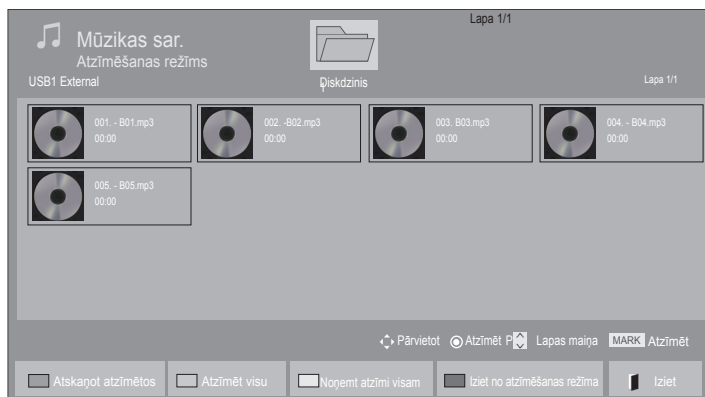 Lapa 1/1
Mūzikas sar.
Atzīmēšanas režīms
USB1 External
Diskdzinis
Lapa 1/1
001. - B01.mp3
00:00
002. -B02.mp3
00:00
003. B03.mp3
00:00
004. - B04.mp3
00:00
005. - B05.mp3
00:00
Pārvietot Atzīmēt P Lapas maiņa MARK Atzīmēt
Atskaņot atzīmētos Atzīmēt visu Noņemt atzīmi visam Iziet no atzīmēšanas režīma Iziet